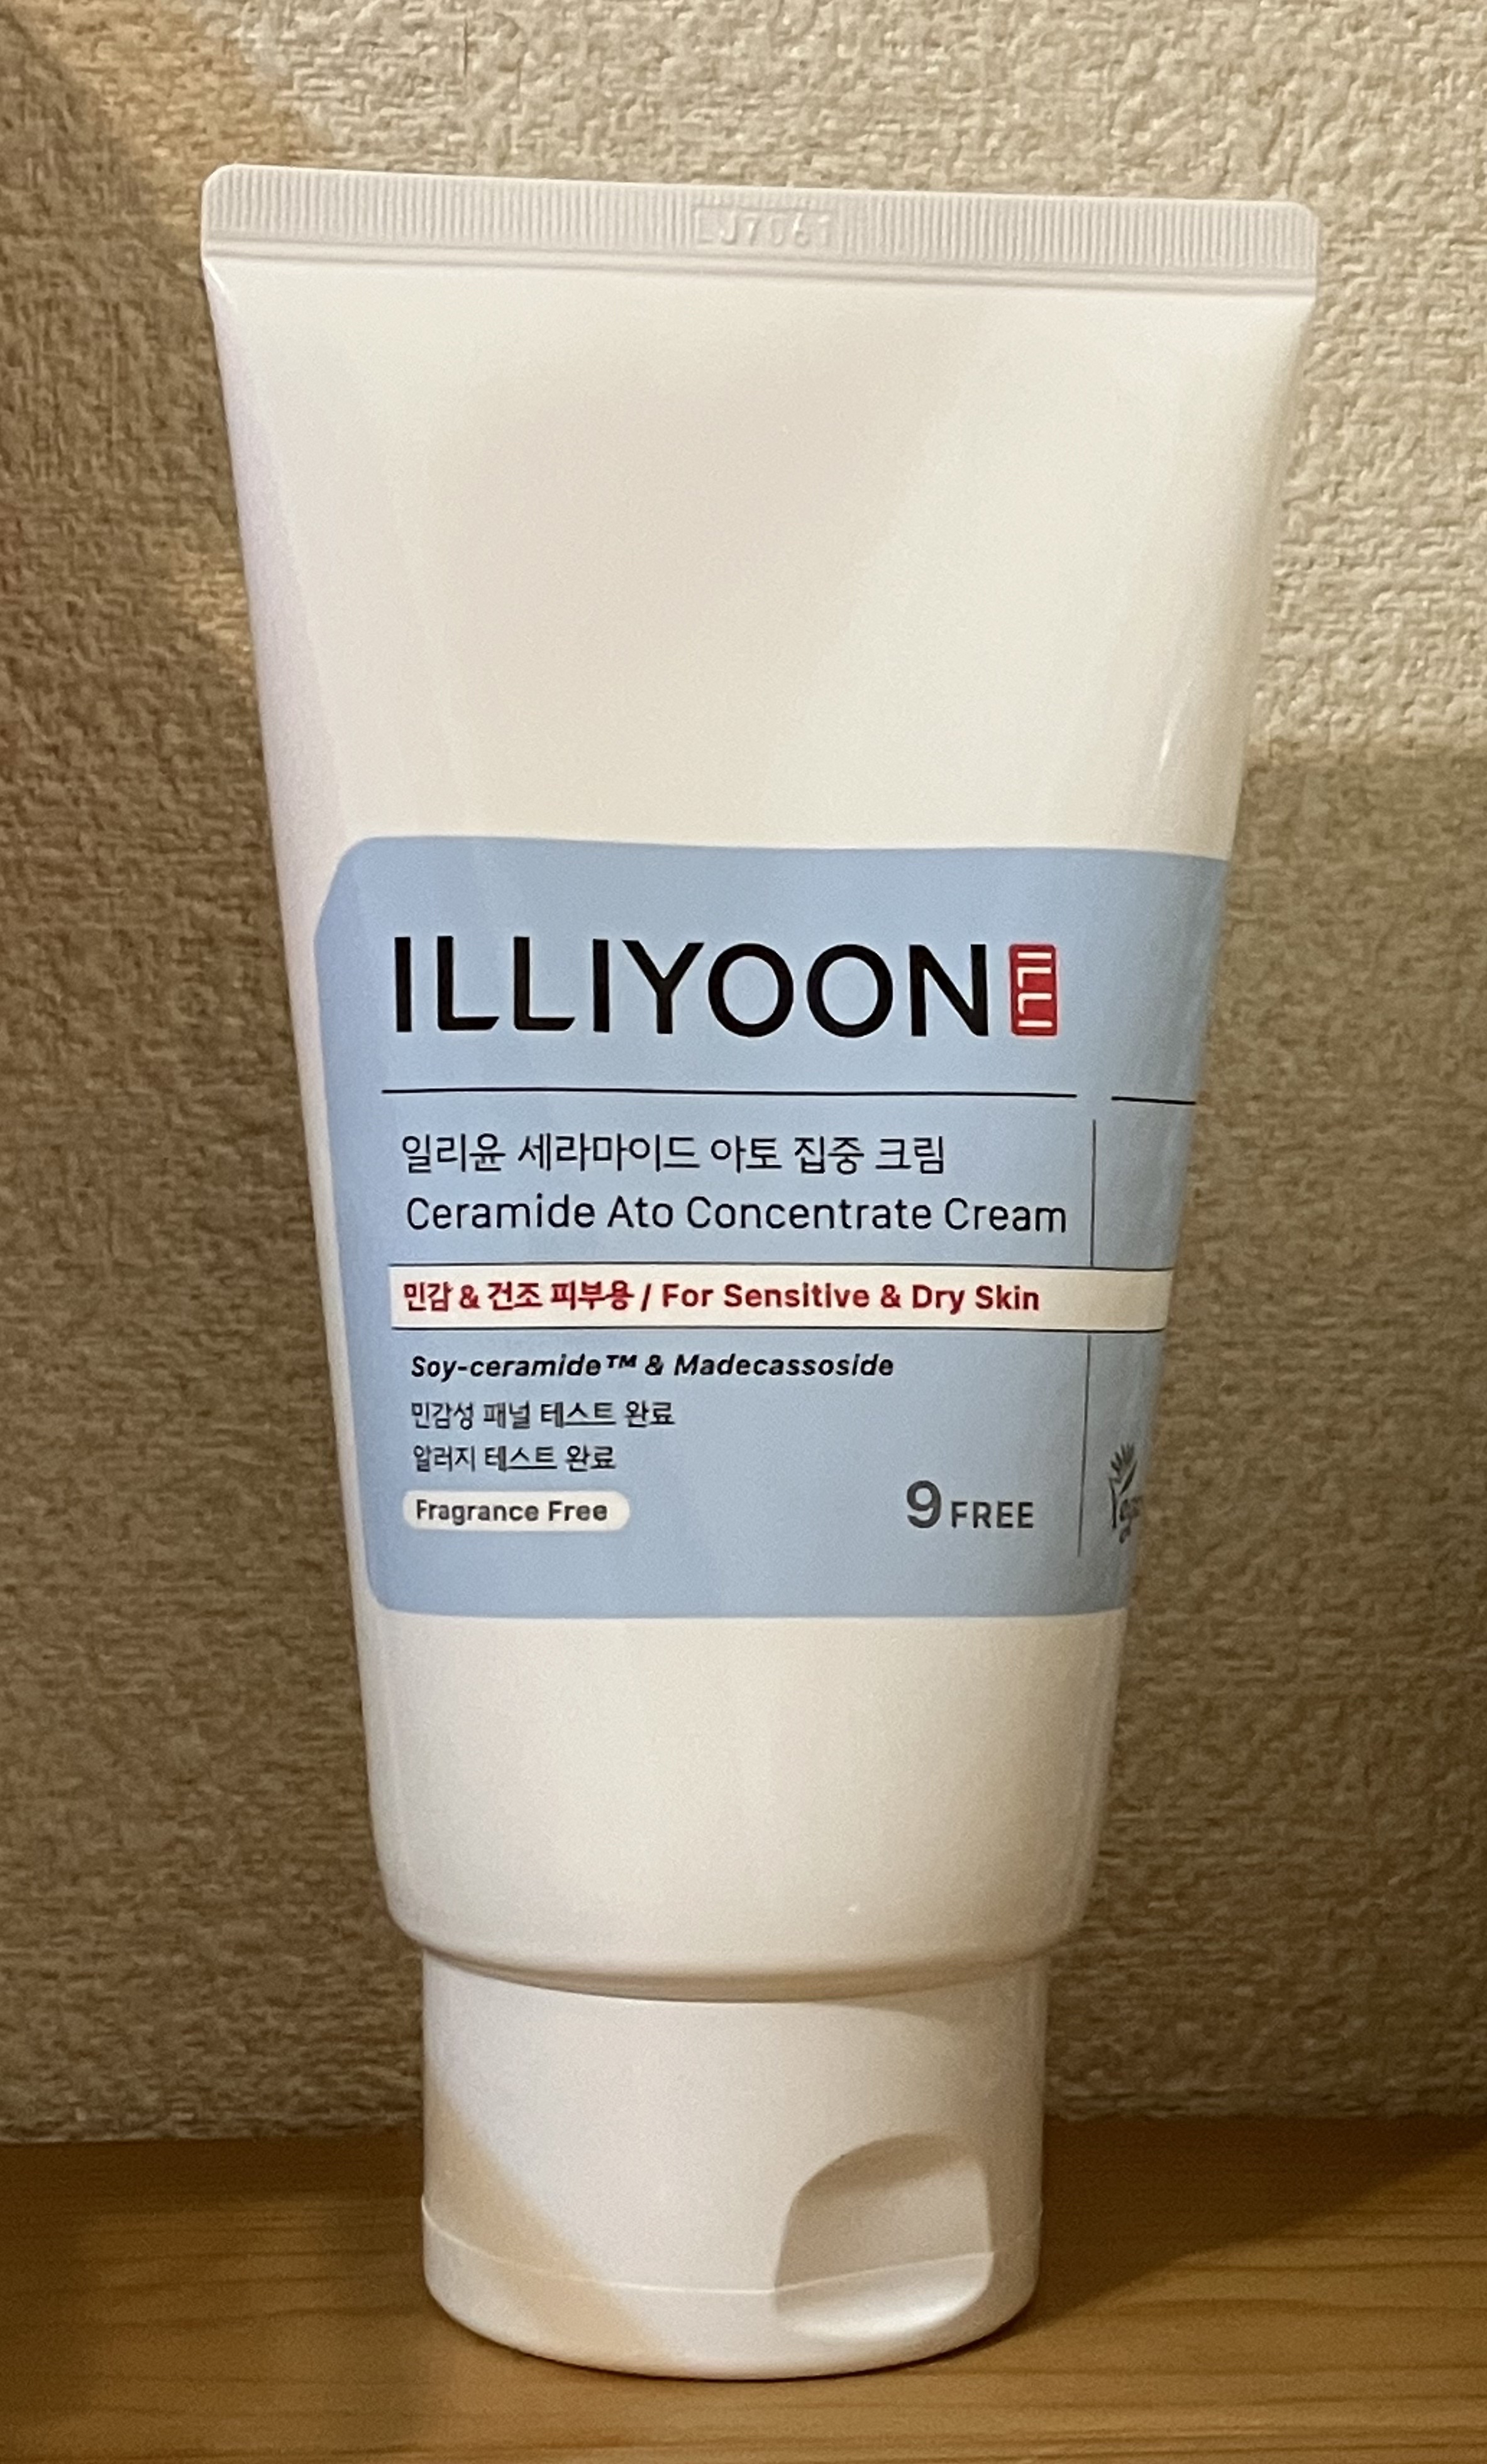 ILLIYOON ILLI
일리윤 세라마이드 아토 집중 크림
Ceramide Ato Concentrate Cream
민감 & 건조 피부용 / For Sensitive & Dry Skin
Soy-ceramide™ & Madecassoside
민감성 패널 테스트 완료
알러지 테스트 완료
Fragrance Free
9 FREE